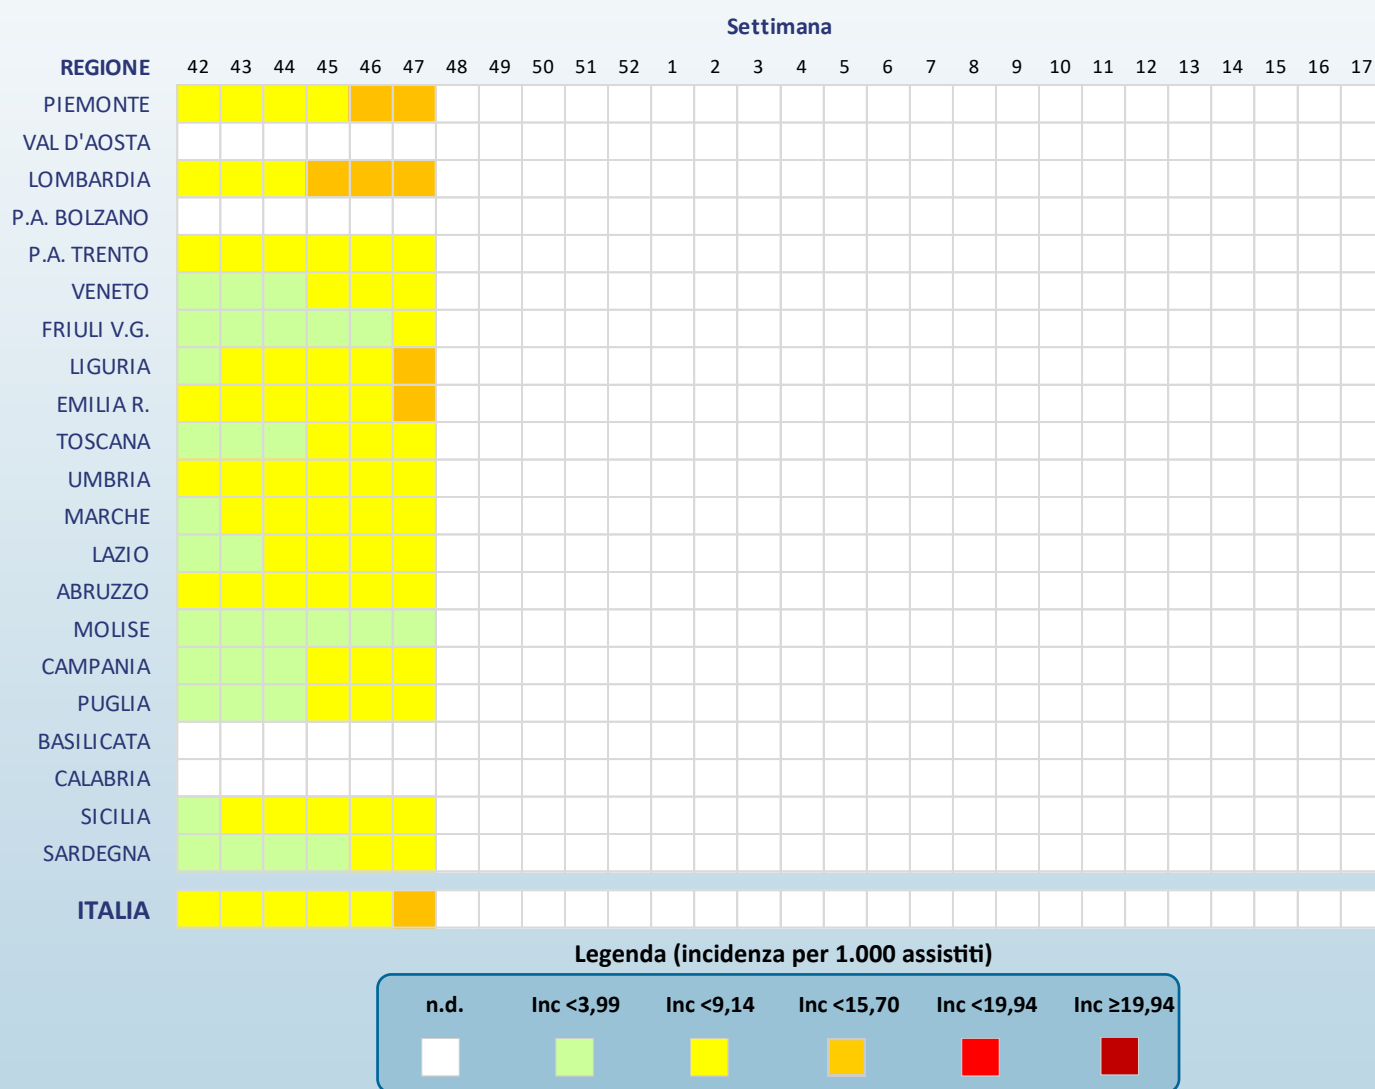 Settimana
REGIONE 42 43 44 45 46 47 48 49 50 51 52 1 2 3 4 5 6 7 8 9 10 11 12 13 14 15 16 17
PIEMONTE
VAL D'AOSTA
LOMBARDIA
P.A. BOLZANO
P.A. TRENTO
VENETO
FRIULI V.G.
LIGURIA
EMILIA R.
TOSCANA
UMBRIA
MARCHE
LAZIO
ABRUZZO
MOLISE
CAMPANIA
PUGLIA
BASILICATA
CALABRIA
SICILIA
SARDEGNA
ITALIA
Legenda (incidenza per 1.000 assistiti)
n.d. Inc <3,99 Inc <9,14 Inc <15,70 Inc <19,94 Inc ≥19,94